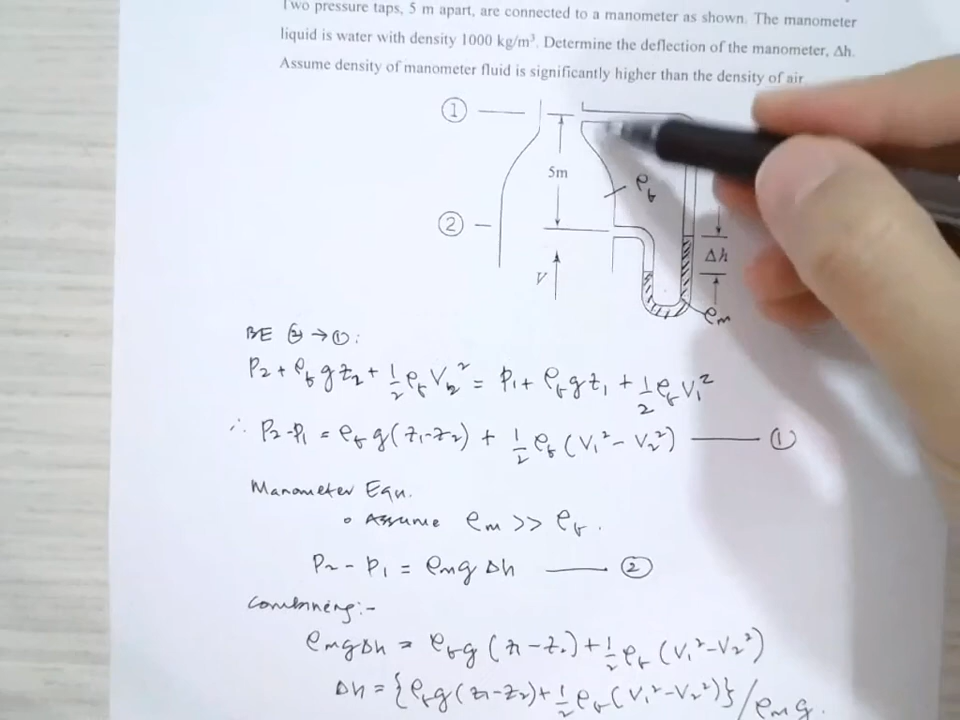 Two pressure taps, 5 m apart, are connected to a manometer as shown. The manometer
liquid is water with density 1000 kg/m³. Determine the deflection of the manometer, Δh.
Assume density of manometer fluid is significantly higher than the density of air
①
5m
ρf
②
Δh
V
ρm
BE ② → ①:
P2 + ρf g z2 + ½ ρf V2² = P1 + ρf g z1 + ½ ρf V1²
∴ P2-P1 = ρf g (z1-z2) + ½ ρf (V1² - V2²) ——— ①
Manometer Eqn.
• Assume ρm >> ρf.
P2 - P1 = ρm g Δh ——— ②
Combining:-
ρm g Δh = ρf g (z1-z2) + ½ ρf (V1² - V2²)
Δh = {ρf g (z1-z2) + ½ ρf (V1² - V2²)} / ρm g.